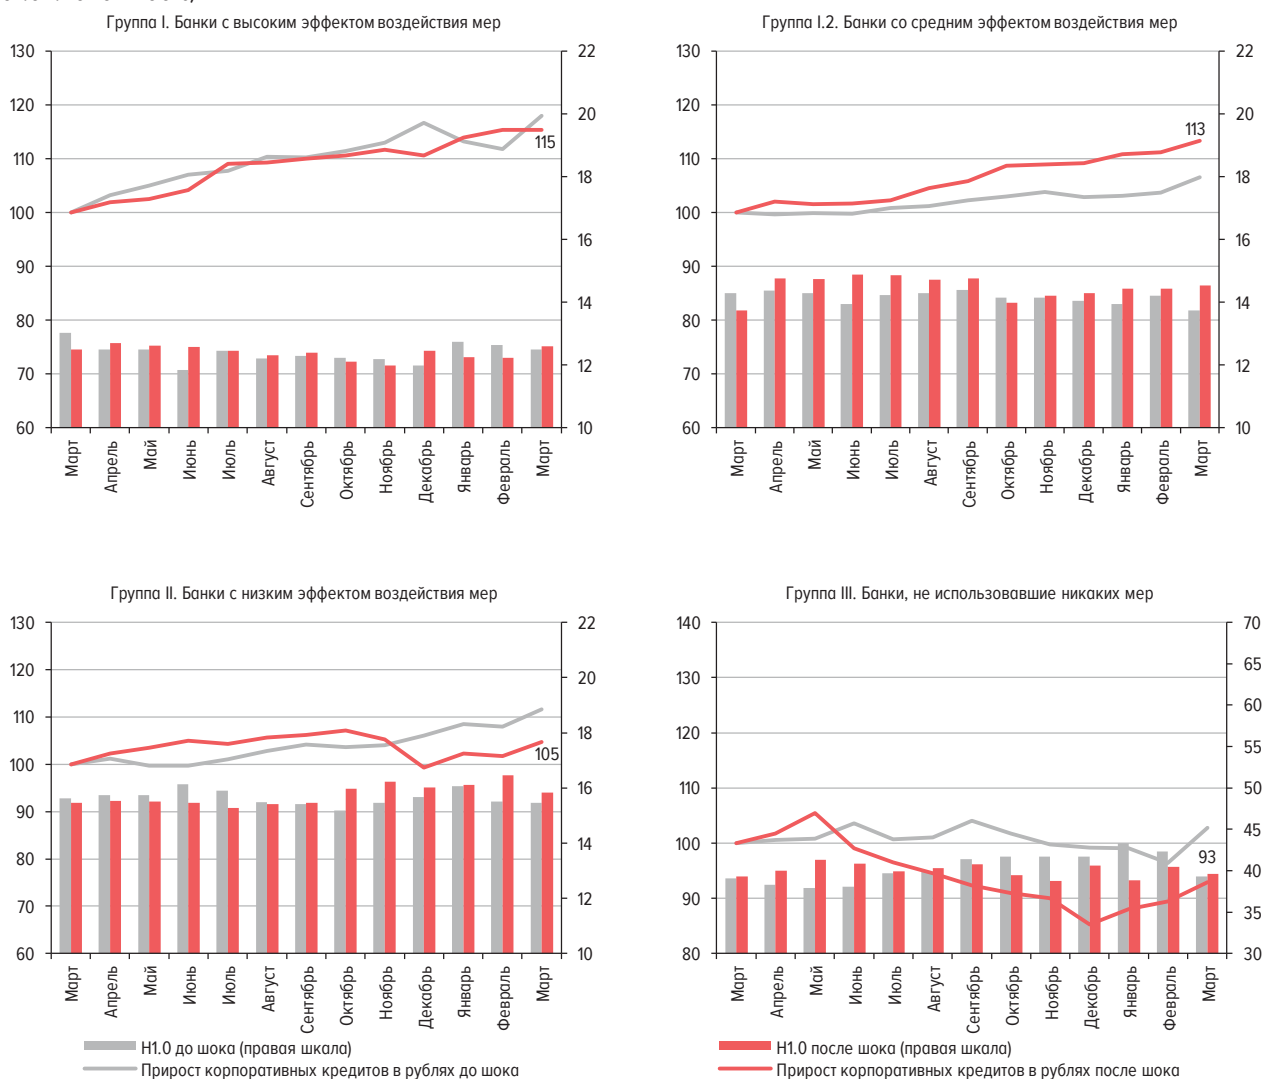 Группа I. Банки с высоким эффектом воздействия мер
130
120
110
100
90
80
70
60
22
20
18
16
14
12
10
115
Март
Апрель
Май
Июнь
Июль
Август
Сентябрь
Октябрь
Ноябрь
Декабрь
Январь
Февраль
Март
Группа I.2. Банки со средним эффектом воздействия мер
130
120
110
100
90
80
70
60
22
20
18
16
14
12
10
113
Март
Апрель
Май
Июнь
Июль
Август
Сентябрь
Октябрь
Ноябрь
Декабрь
Январь
Февраль
Март
Группа II. Банки с низким эффектом воздействия мер
130
120
110
100
90
80
70
60
22
20
18
16
14
12
10
105
Март
Апрель
Май
Июнь
Июль
Август
Сентябрь
Октябрь
Ноябрь
Декабрь
Январь
Февраль
Март
Группа III. Банки, не использовавшие никаких мер
140
130
120
110
100
90
80
70
65
60
55
50
45
40
35
30
93
Март
Апрель
Май
Июнь
Июль
Август
Сентябрь
Октябрь
Ноябрь
Декабрь
Январь
Февраль
Март
Н1.0 до шока (правая шкала)
Прирост корпоративных кредитов в рублях до шока
Н1.0 после шока (правая шкала)
Прирост корпоративных кредитов в рублях после шока